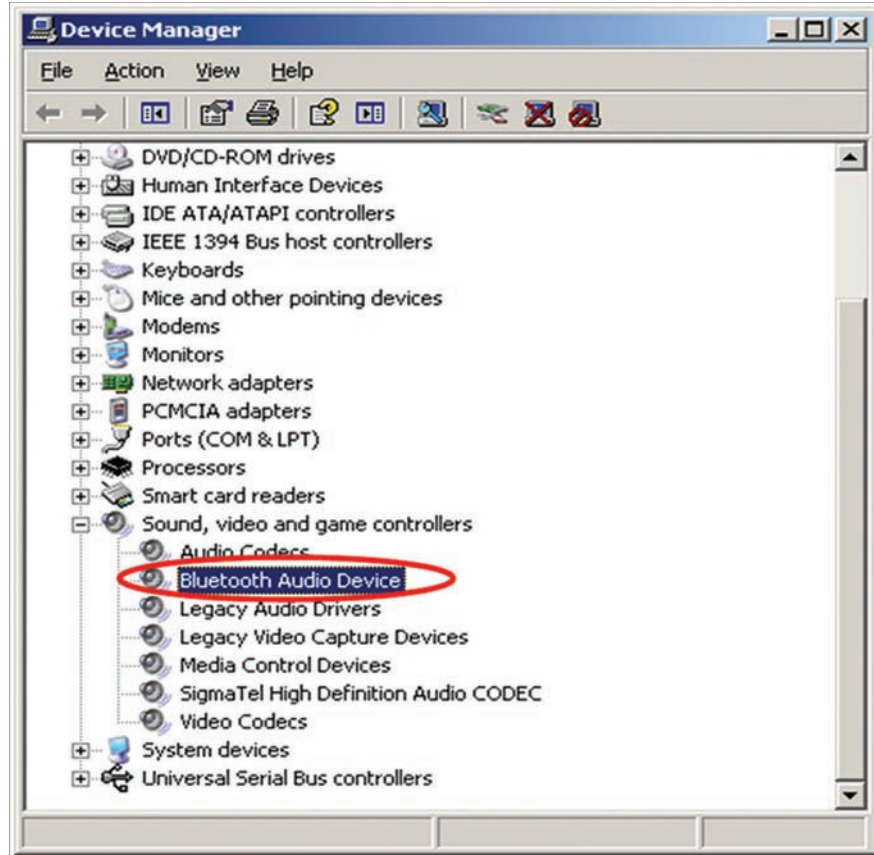 Device Manager
File Action View Help
DVD/CD-ROM drives
Human Interface Devices
IDE ATA/ATAPI controllers
IEEE 1394 Bus host controllers
Keyboards
Mice and other pointing devices
Modems
Monitors
Network adapters
PCMCIA adapters
Ports (COM & LPT)
Processors
Smart card readers
Sound, video and game controllers
Audio Codecs
Bluetooth Audio Device
Legacy Audio Drivers
Legacy Video Capture Devices
Media Control Devices
SigmaTel High Definition Audio CODEC
Video Codecs
System devices
Universal Serial Bus controllers